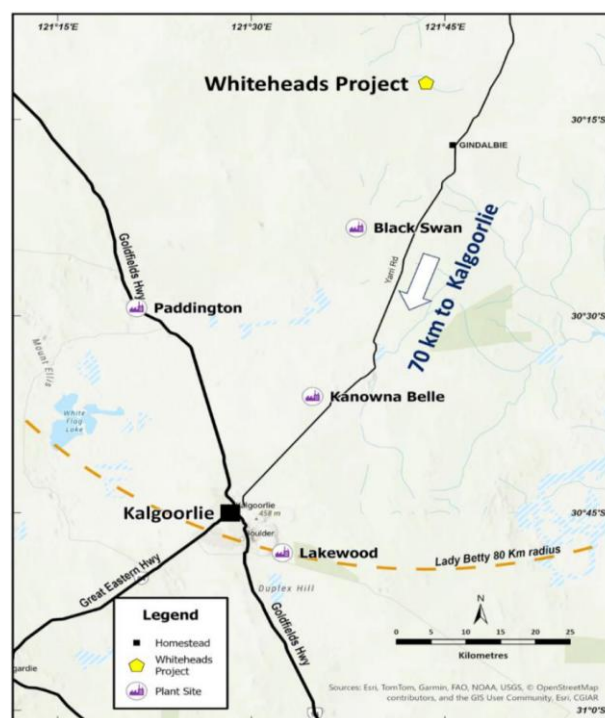 121°15'E
121°30'E
121°45'E
Whiteheads Project
30°15'S
GINDALBIE
Black Swan
Goldfields Hwy
Yarri Rd
70 km to Kalgoorlie
Paddington
30°30'S
Kanowna Belle
White
Flag
Lake
30°45'S
Kalgoorlie
algoorlie
458 m
oulder
Lakewood
Lady Betty 80 Km radius
Great Eastern Hwy
Duplex Hill
Goldfields Hwy
N
Legend
Homestead
Whiteheads
Project
Plant Site
0 5 10 15 20 25
Kilometres
gardie
Sources: Esri, TomTom, Garmin, FAO, NOAA, USGS, © OpenStreetMap
contributors, and the GIS User Community, Esri, CGIAR
31°0'S